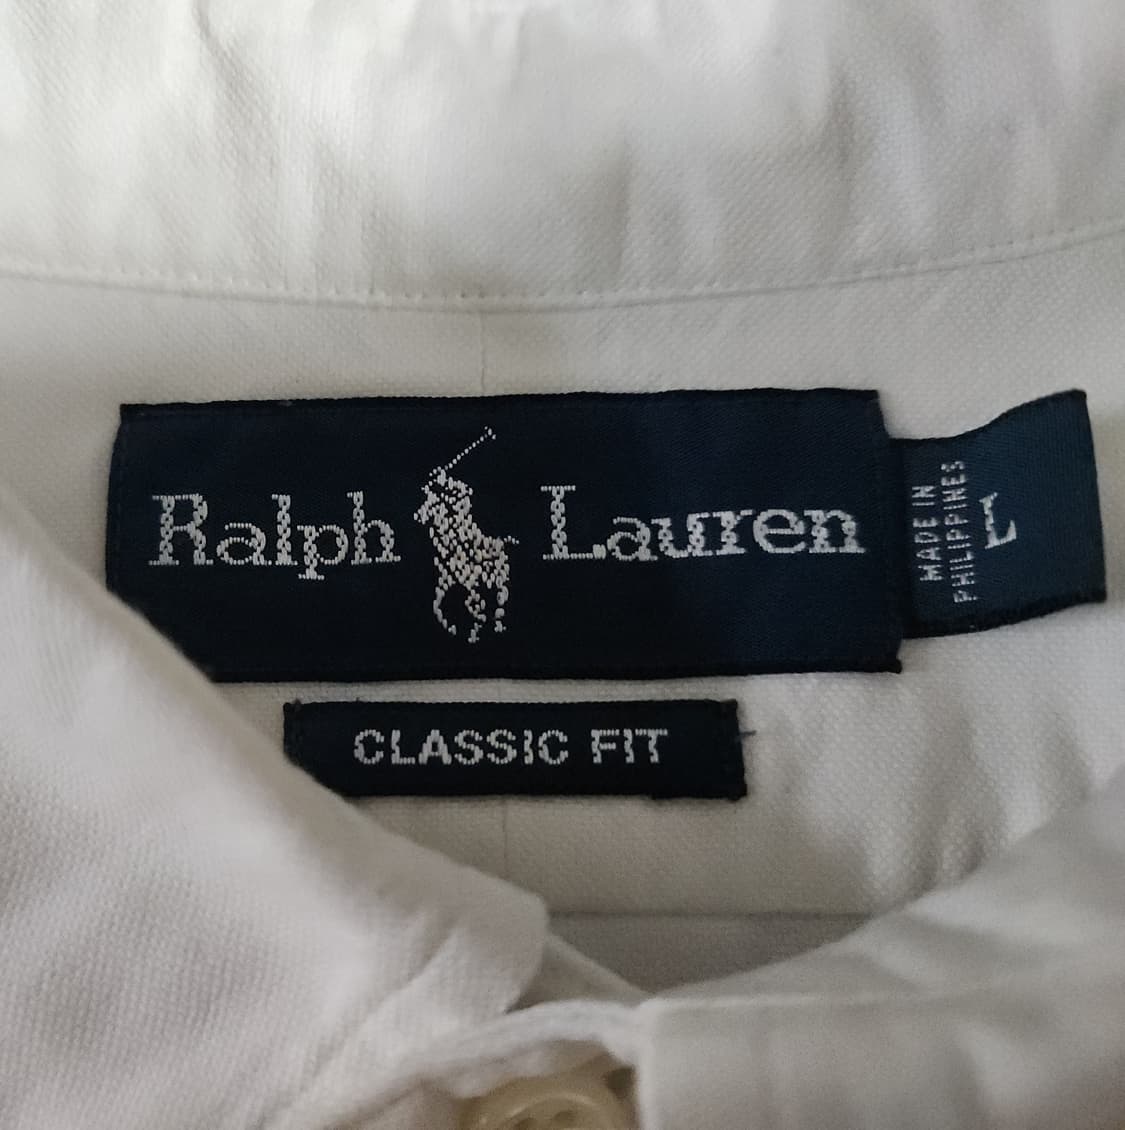 Ralph Lauren
MADE IN
PHILIPPINES
L
CLASSIC FIT